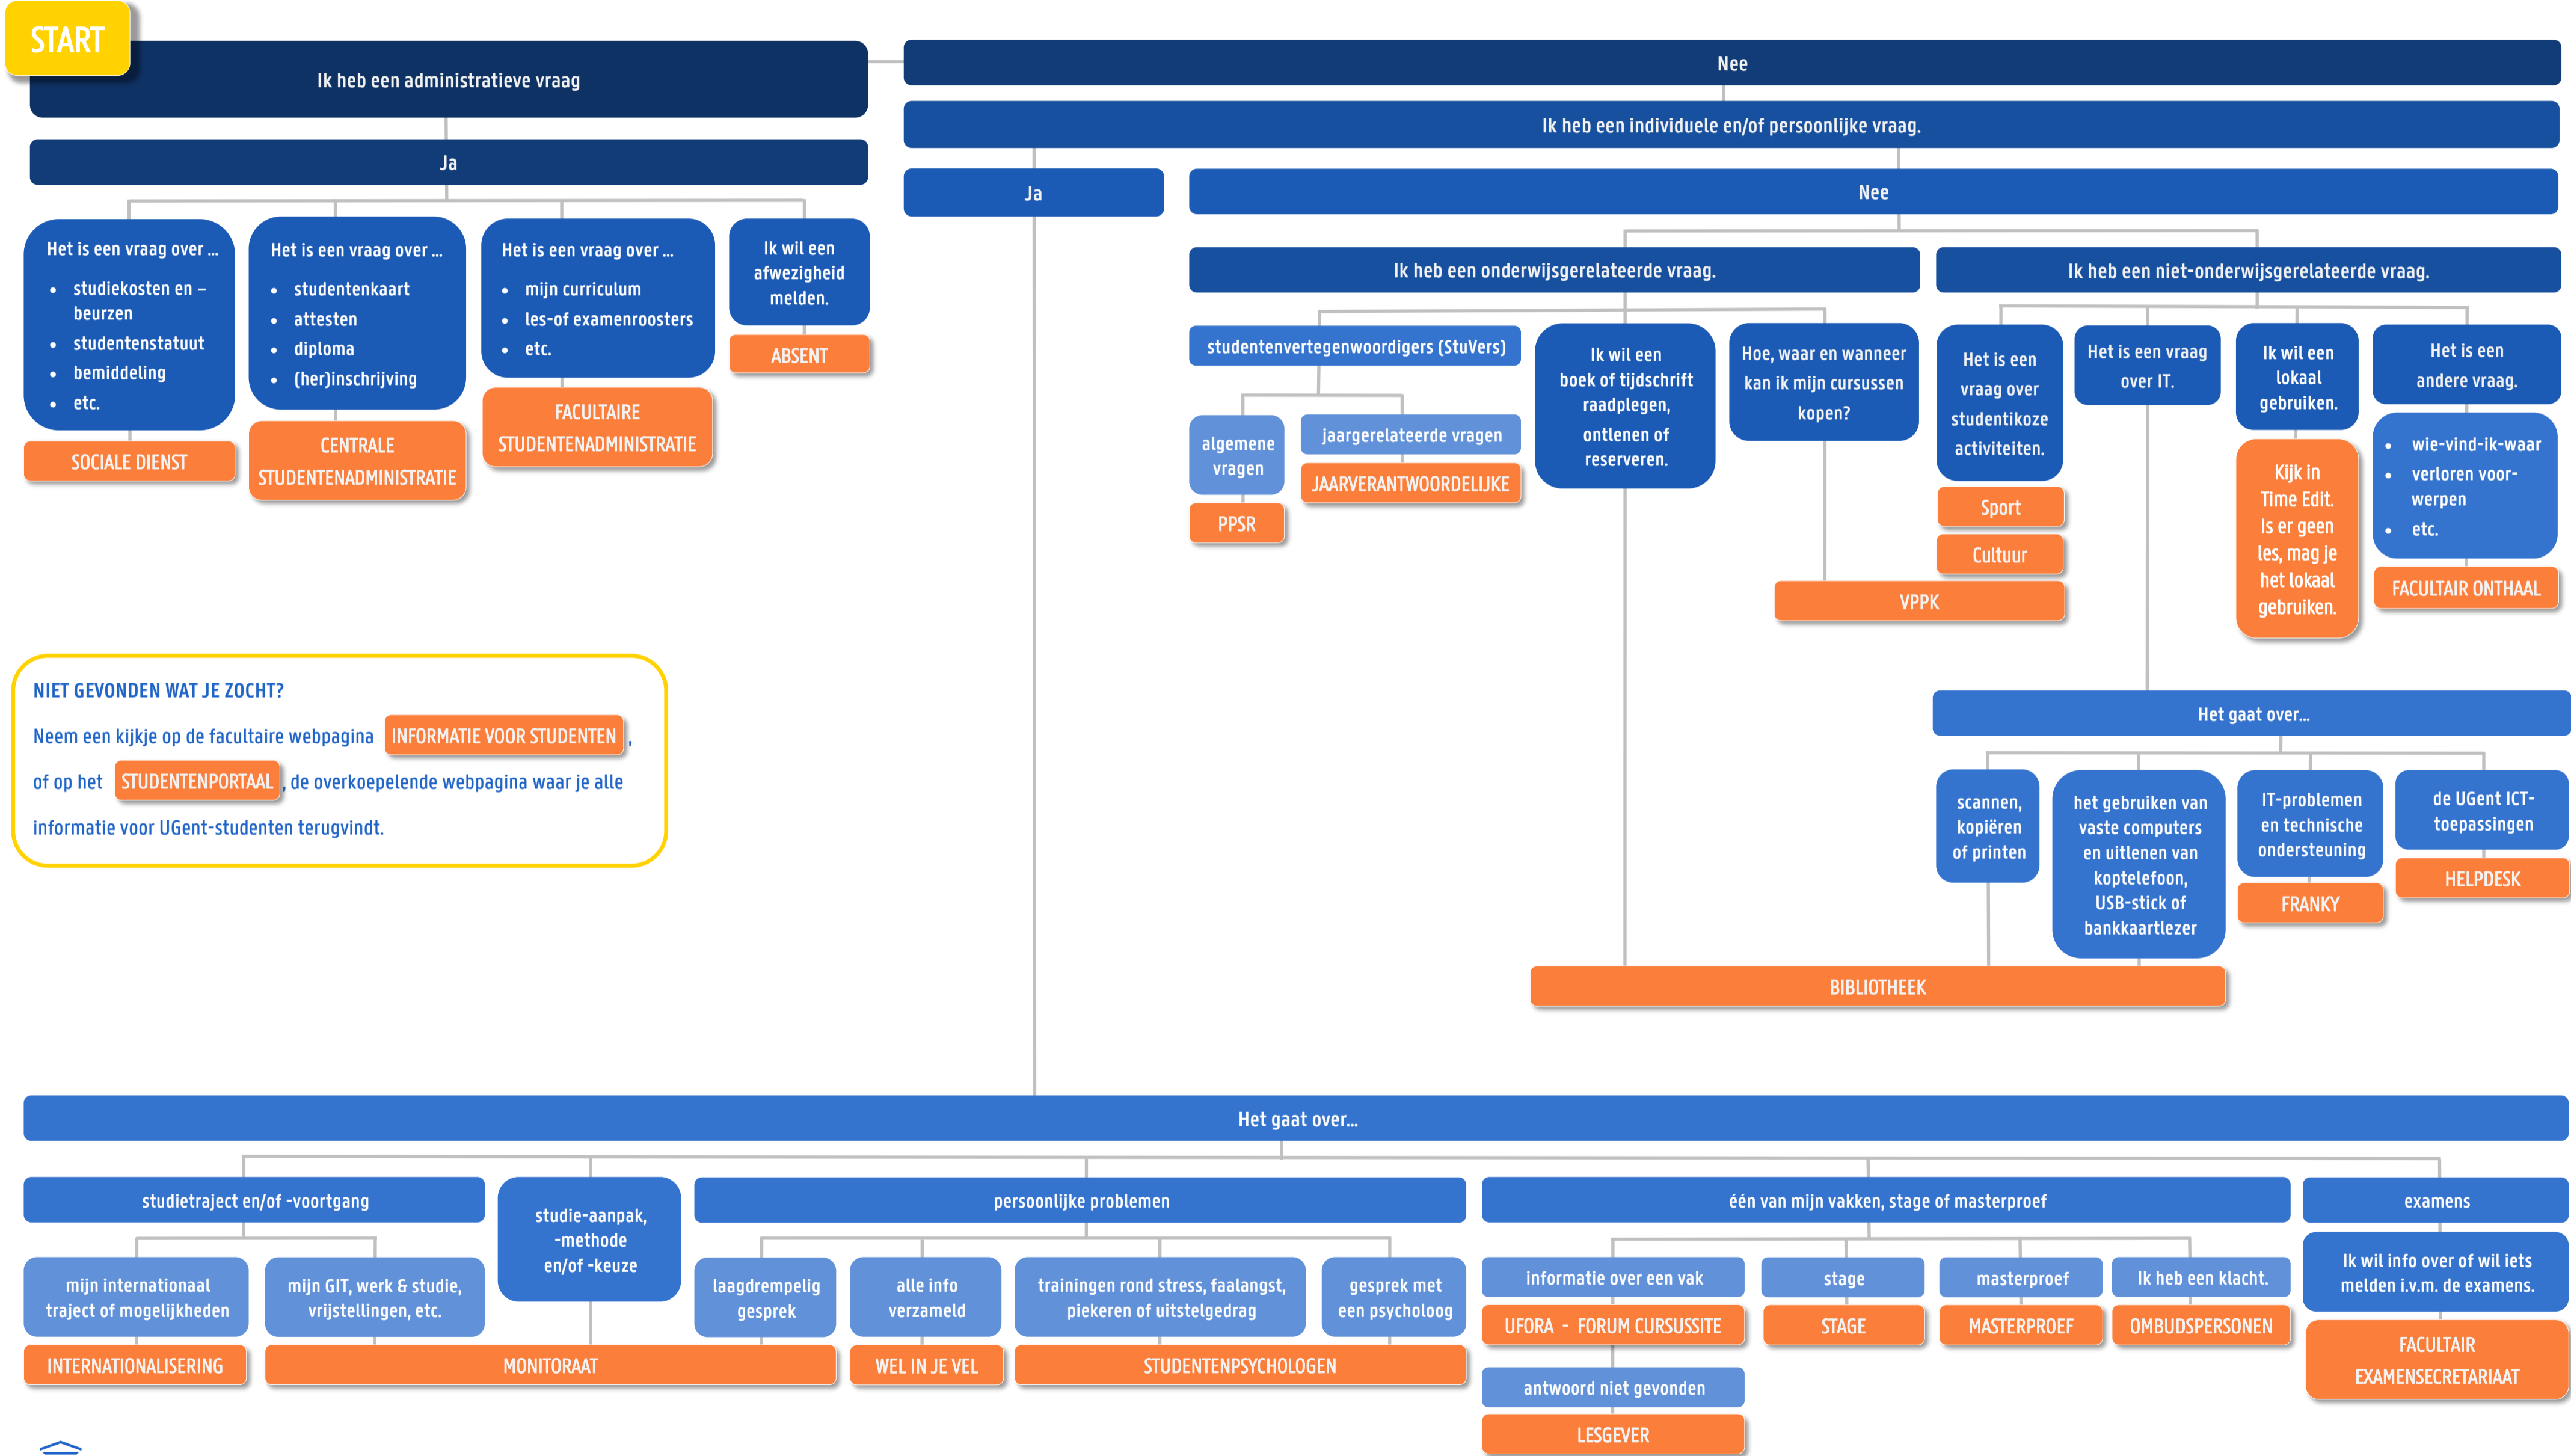 START
Ik heb een administratieve vraag
Ja
Het is een vraag over ...
• studiekosten en –
beurzen
• studentenstatuut
• bemiddeling
• etc.
SOCIALE DIENST
Het is een vraag over ...
• studentenkaart
• attesten
• diploma
• (her)inschrijving
CENTRALE
STUDENTENADMINISTRATIE
Het is een vraag over ...
• mijn curriculum
• les-of examenroosters
• etc.
FACULTAIRE
STUDENTENADMINISTRATIE
Ik wil een
afwezigheid
melden.
ABSENT
Nee
Ik heb een individuele en/of persoonlijke vraag.
Ja
Nee
Ik heb een onderwijsgerelateerde vraag.
studentenvertegenwoordigers (StuVers)
algemene
vragen
PPSR
jaargerelateerde vragen
JAARVERANTWOORDELIJKE
Ik wil een
boek of tijdschrift
raadplegen,
ontlenen of
reserveren.
Hoe, waar en wanneer
kan ik mijn cursussen
kopen?
Ik heb een niet-onderwijsgerelateerde vraag.
Het is een
vraag over
studentikoze
activiteiten.
Sport
Cultuur
VPPK
Het is een vraag
over IT.
Ik wil een
lokaal
gebruiken.
Kijk in
Time Edit.
Is er geen
les, mag je
het lokaal
gebruiken.
Het is een
andere vraag.
• wie-vind-ik-waar
• verloren voor-
werpen
• etc.
FACULTAIR ONTHAAL
NIET GEVONDEN WAT JE ZOCHT?
Neem een kijkje op de facultaire webpagina INFORMATIE VOOR STUDENTEN ,
of op het STUDENTENPORTAAL , de overkoepelende webpagina waar je alle
informatie voor UGent-studenten terugvindt.
Het gaat over...
scannen,
kopiëren
of printen
het gebruiken van
vaste computers
en uitlenen van
koptelefoon,
USB-stick of
bankkaartlezer
IT-problemen
en technische
ondersteuning
FRANKY
de UGent ICT-
toepassingen
HELPDESK
BIBLIOTHEEK
Het gaat over...
studietraject en/of -voortgang
mijn internationaal
traject of mogelijkheden
INTERNATIONALISERING
mijn GIT, werk & studie,
vrijstellingen, etc.
studie-aanpak,
-methode
en/of -keuze
MONITORAAT
persoonlijke problemen
laagdrempelig
gesprek
alle info
verzameld
WEL IN JE VEL
trainingen rond stress, faalangst,
piekeren of uitstelgedrag
gesprek met
een psycholoog
STUDENTENPSYCHOLOGEN
één van mijn vakken, stage of masterproef
informatie over een vak
UFORA - FORUM CURSUSSITE
antwoord niet gevonden
LESGEVER
stage
STAGE
masterproef
MASTERPROEF
Ik heb een klacht.
OMBUDSPERSONEN
examens
Ik wil info over of wil iets
melden i.v.m. de examens.
FACULTAIR
EXAMENSECRETARIAAT